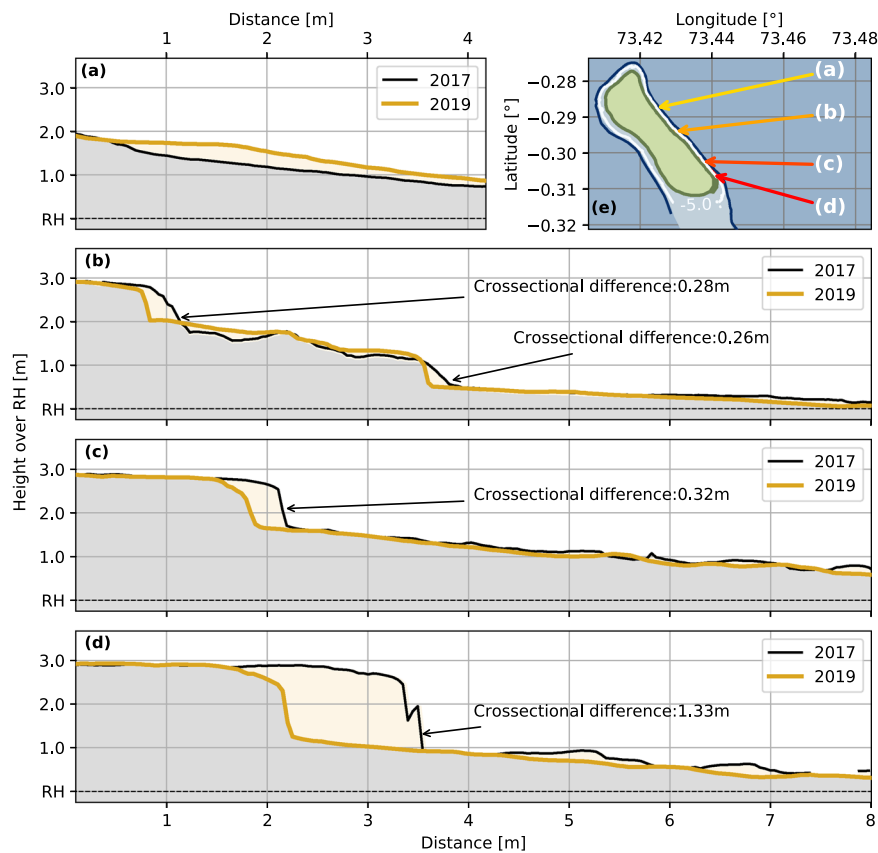 Distance [m]
1 2 3 4
(a)
2017
2019
3.0
2.0
1.0
RH
Longitude [°]
73.42 73.44 73.46 73.48
Latitude [°]
−0.28
−0.29
−0.30
−0.31
−0.32
(a)
(b)
(c)
(d)
(e)
-5.0
Height over RH [m]
(b)
2017
2019
3.0
2.0
1.0
RH
Crossectional difference:0.28m
Crossectional difference:0.26m
(c)
2017
2019
3.0
2.0
1.0
RH
Crossectional difference:0.32m
(d)
2017
2019
3.0
2.0
1.0
RH
Crossectional difference:1.33m
1 2 3 4 5 6 7 8
Distance [m]